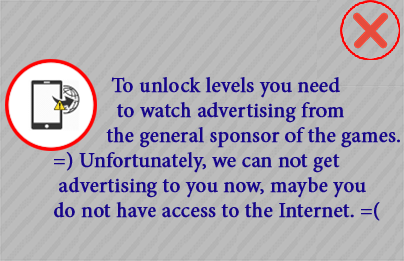 To unlock levels you need
to watch advertising from
the general sponsor of the games.
=) Unfortunately, we can not get
advertising to you now, maybe you
do not have access to the Internet. =(